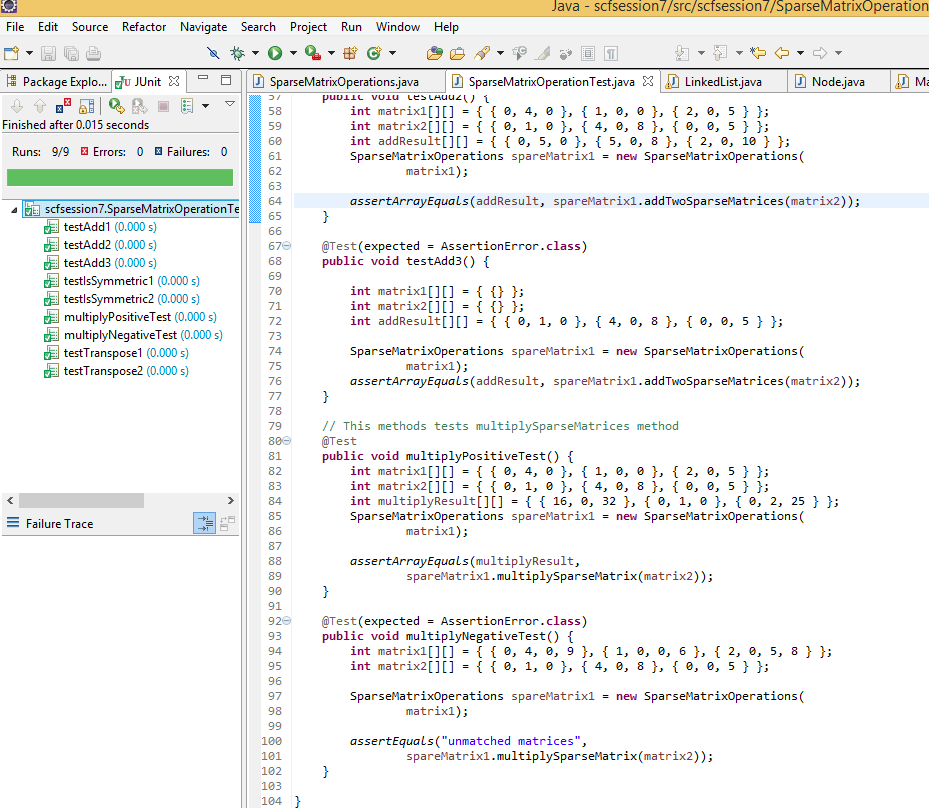 Java - scfsession7/src/scfsession7/SparseMatrixOperation
File Edit Source Refactor Navigate Search Project Run Window Help
Package Explo... JUnit
SparseMatrixOperations.java SparseMatrixOperationTest.java LinkedList.java Node.java Ma
Finished after 0.015 seconds
Runs: 9/9 Errors: 0 Failures: 0
scfsession7.SparseMatrixOperationTe
testAdd1 (0.000 s)
testAdd2 (0.000 s)
testAdd3 (0.000 s)
testIsSymmetric1 (0.000 s)
testIsSymmetric2 (0.000 s)
multiplyPositiveTest (0.000 s)
multiplyNegativeTest (0.000 s)
testTranspose1 (0.000 s)
testTranspose2 (0.000 s)
Failure Trace
57 public void testAdd2() {
58 int matrix1[][] = { { 0, 4, 0 }, { 1, 0, 0 }, { 2, 0, 5 } };
59 int matrix2[][] = { { 0, 1, 0 }, { 4, 0, 8 }, { 0, 0, 5 } };
60 int addResult[][] = { { 0, 5, 0 }, { 5, 0, 8 }, { 2, 0, 10 } };
61 SparseMatrixOperations spareMatrix1 = new SparseMatrixOperations(
62 matrix1);
63
64 assertArrayEquals(addResult, spareMatrix1.addTwoSparseMatrices(matrix2));
65 }
66
67 @Test(expected = AssertionError.class)
68 public void testAdd3() {
69
70 int matrix1[][] = { {} };
71 int matrix2[][] = { {} };
72 int addResult[][] = { { 0, 1, 0 }, { 4, 0, 8 }, { 0, 0, 5 } };
73
74 SparseMatrixOperations spareMatrix1 = new SparseMatrixOperations(
75 matrix1);
76 assertArrayEquals(addResult, spareMatrix1.addTwoSparseMatrices(matrix2));
77 }
78
79 // This methods tests multiplySparseMatrices method
80 @Test
81 public void multiplyPositiveTest() {
82 int matrix1[][] = { { 0, 4, 0 }, { 1, 0, 0 }, { 2, 0, 5 } };
83 int matrix2[][] = { { 0, 1, 0 }, { 4, 0, 8 }, { 0, 0, 5 } };
84 int multiplyResult[][] = { { 16, 0, 32 }, { 0, 1, 0 }, { 0, 2, 25 } };
85 SparseMatrixOperations spareMatrix1 = new SparseMatrixOperations(
86 matrix1);
87
88 assertArrayEquals(multiplyResult,
89 spareMatrix1.multiplySparseMatrix(matrix2));
90 }
91
92 @Test(expected = AssertionError.class)
93 public void multiplyNegativeTest() {
94 int matrix1[][] = { { 0, 4, 0, 9 }, { 1, 0, 0, 6 }, { 2, 0, 5, 8 } };
95 int matrix2[][] = { { 0, 1, 0 }, { 4, 0, 8 }, { 0, 0, 5 } };
96
97 SparseMatrixOperations spareMatrix1 = new SparseMatrixOperations(
98 matrix1);
99
100 assertEquals("unmatched matrices",
101 spareMatrix1.multiplySparseMatrix(matrix2));
102 }
103
104 }